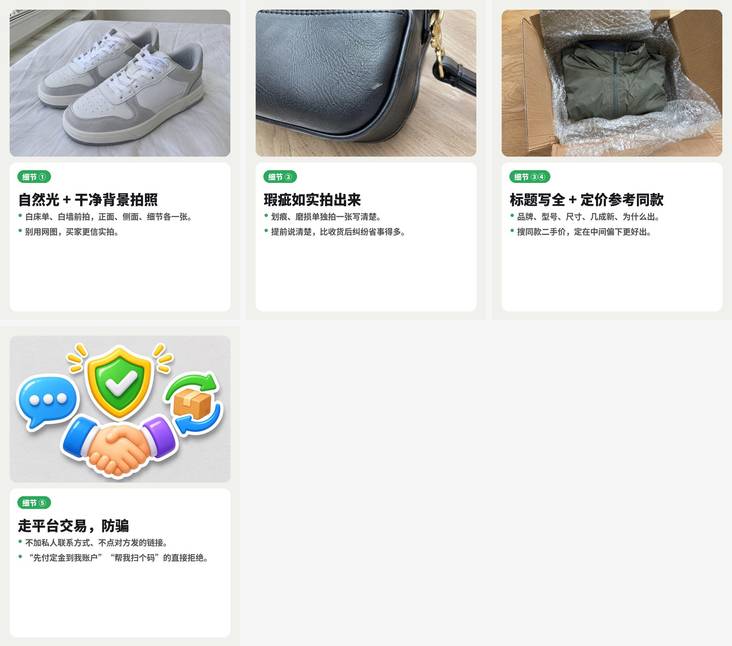 细节①
自然光 + 干净背景拍照
• 白床单、白墙前拍，正面、侧面、细节各一张。
• 别用网图，买家更信实拍。
细节②
瑕疵如实拍出来
• 划痕、磨损单独拍一张写清楚。
• 提前说清楚，比收货后纠纷省事得多。
细节③④
标题写全 + 定价参考同款
• 品牌、型号、尺寸、几成新、为什么出。
• 搜同款二手价，定在中间偏下更好出。
细节⑤
走平台交易，防骗
• 不加私人联系方式、不点对方发的链接。
• “先付定金到我账户”“帮我扫个码”的直接拒绝。